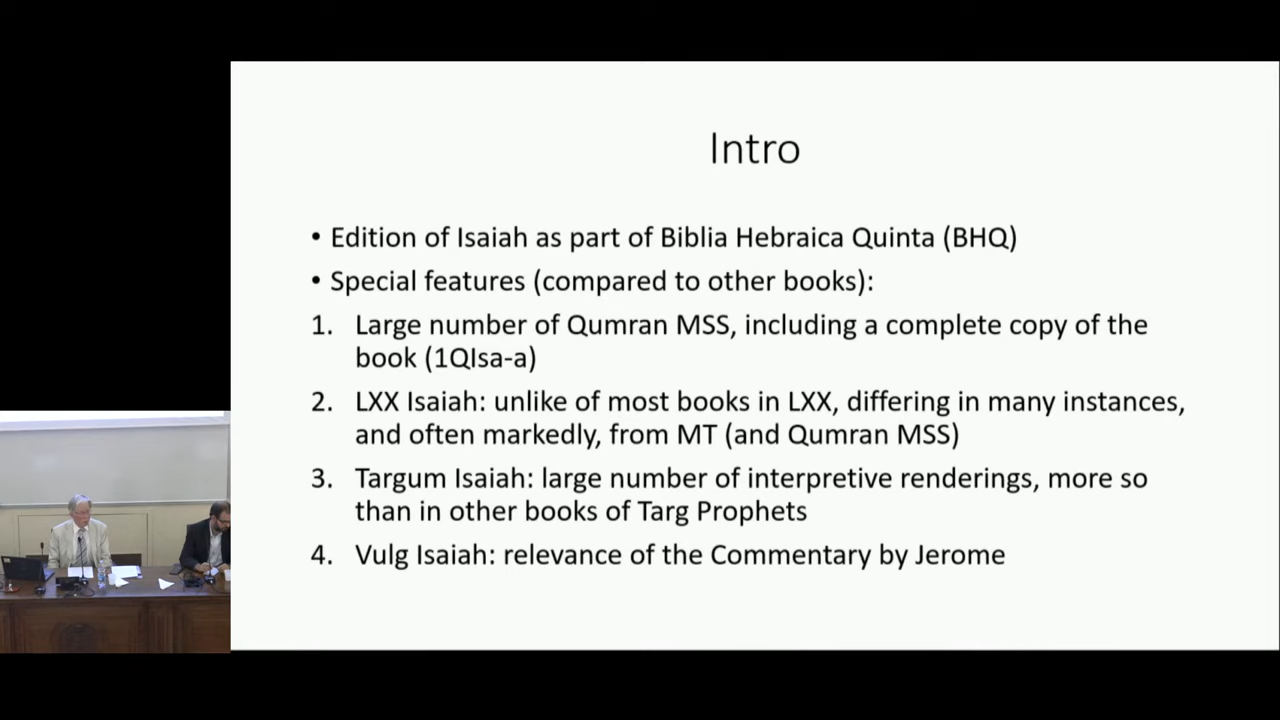 Intro
• Edition of Isaiah as part of Biblia Hebraica Quinta (BHQ)
• Special features (compared to other books):
1. Large number of Qumran MSS, including a complete copy of the
book (1QIsa-a)
2. LXX Isaiah: unlike of most books in LXX, differing in many instances,
and often markedly, from MT (and Qumran MSS)
3. Targum Isaiah: large number of interpretive renderings, more so
than in other books of Targ Prophets
4. Vulg Isaiah: relevance of the Commentary by Jerome